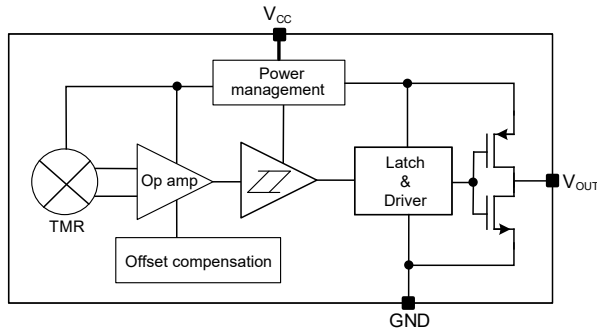 VCC
Power
management
Op amp
Latch
&
Driver
VOUT
TMR
Offset compensation
GND